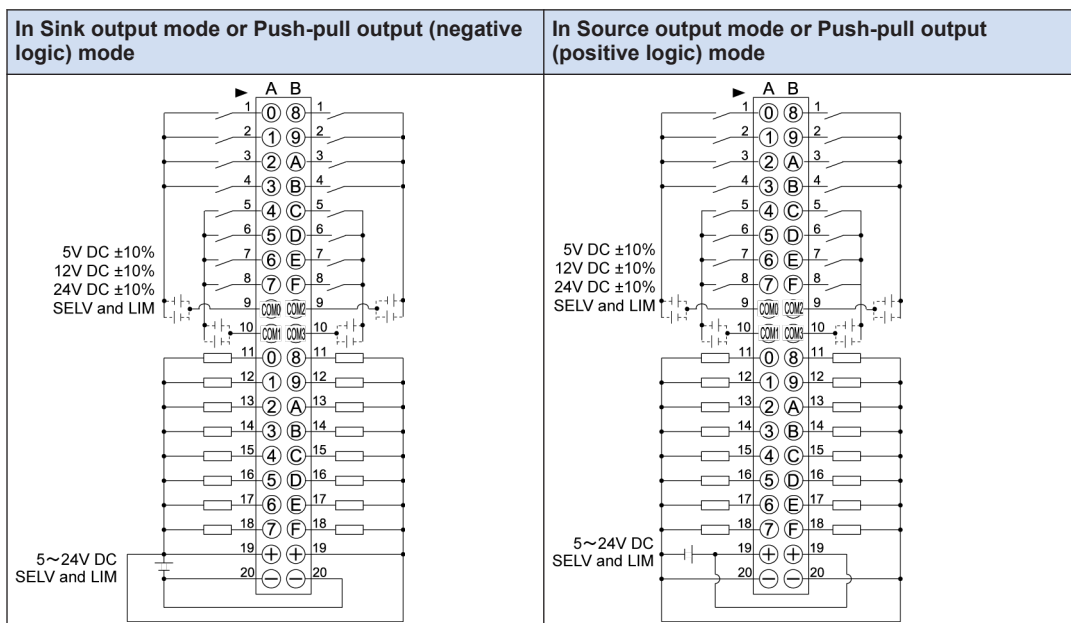 In Sink output mode or Push-pull output (negative
logic) mode
In Source output mode or Push-pull output
(positive logic) mode
A B
1 0 8 1
2 1 9 2
3 2 A 3
4 3 B 4
5 4 C 5
6 5 D 6
7 6 E 7
8 7 F 8
9 COM0 COM2 9
10 COM1 COM3 10
11 0 8 11
12 1 9 12
13 2 A 13
14 3 B 14
15 4 C 15
16 5 D 16
17 6 E 17
18 7 F 18
19 + + 19
20 − − 20
5V DC ±10%
12V DC ±10%
24V DC ±10%
SELV and LIM
5～24V DC
SELV and LIM
A B
1 0 8 1
2 1 9 2
3 2 A 3
4 3 B 4
5 4 C 5
6 5 D 6
7 6 E 7
8 7 F 8
9 COM0 COM2 9
10 COM1 COM3 10
11 0 8 11
12 1 9 12
13 2 A 13
14 3 B 14
15 4 C 15
16 5 D 16
17 6 E 17
18 7 F 18
19 + + 19
20 − − 20
5V DC ±10%
12V DC ±10%
24V DC ±10%
SELV and LIM
5～24V DC
SELV and LIM